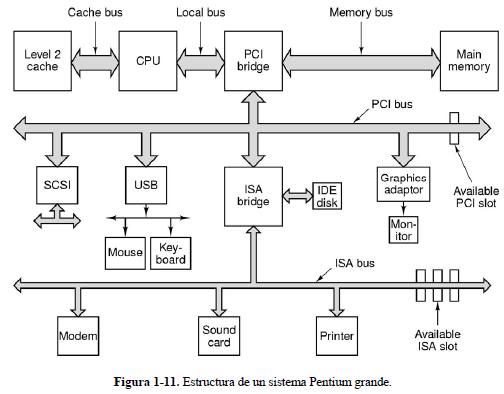 Cache bus
Local bus
Memory bus
Level 2
cache
CPU
PCI
bridge
Main
memory
PCI bus
SCSI
USB
ISA
bridge
IDE
disk
Graphics
adaptor
Available
PCI slot
Mouse
Key-
board
Mon-
itor
ISA bus
Modem
Sound
card
Printer
Available
ISA slot
Figura 1-11. Estructura de un sistema Pentium grande.